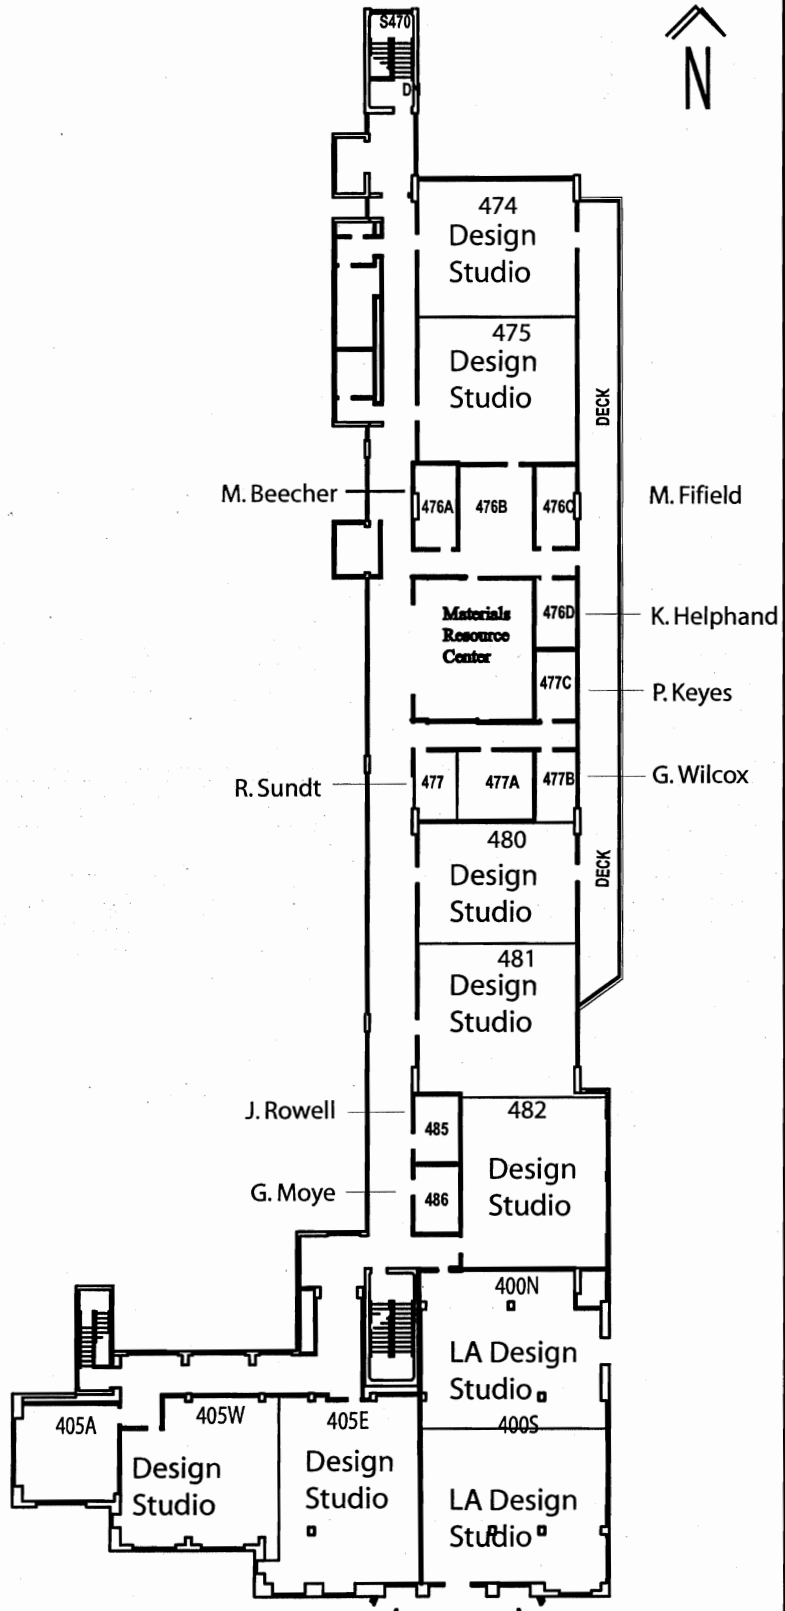 S470
D
N
474
Design
Studio
475
Design
Studio
DECK
M. Beecher
476A
476B
476C
M. Fifield
Materials
Resource
Center
476D
K. Helphand
477C
P. Keyes
R. Sundt
477
477A
477B
G. Wilcox
480
Design
Studio
DECK
481
Design
Studio
J. Rowell
485
482
Design
Studio
G. Moye
486
400N
LA Design
Studio
405A
405W
405E
400S
Design
Studio
Design
Studio
LA Design
Studio